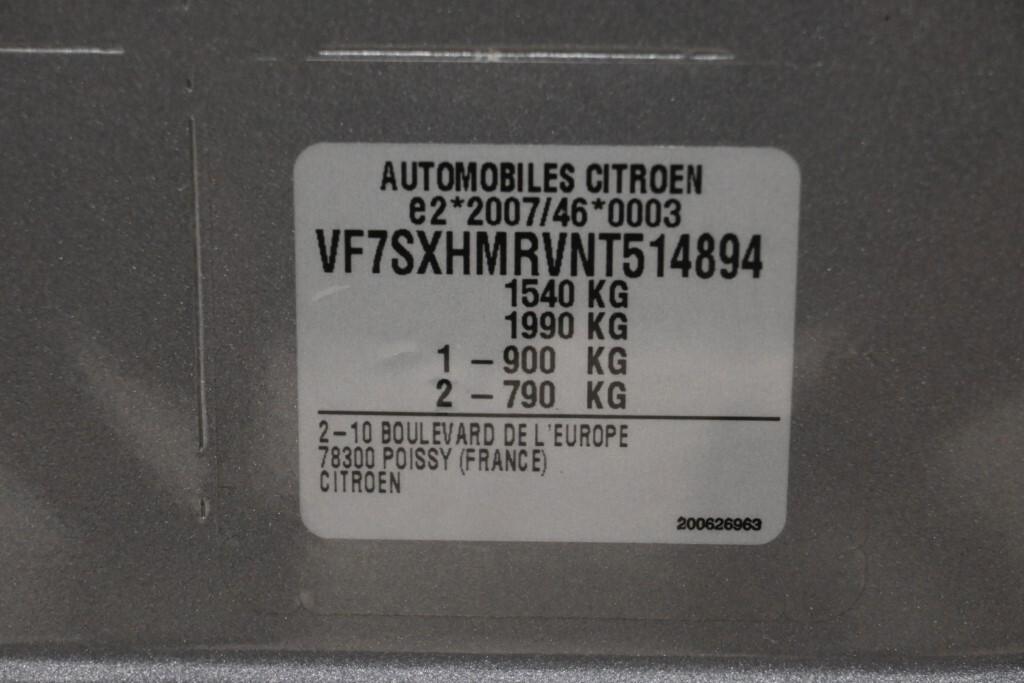 AUTOMOBILES CITROEN
e2*2007/46*0003
VF7SXHMRVNT514894
1540 KG
1990 KG
1 – 900 KG
2 – 790 KG
2–10 BOULEVARD DE L'EUROPE
78300 POISSY (FRANCE)
CITROEN
200626963